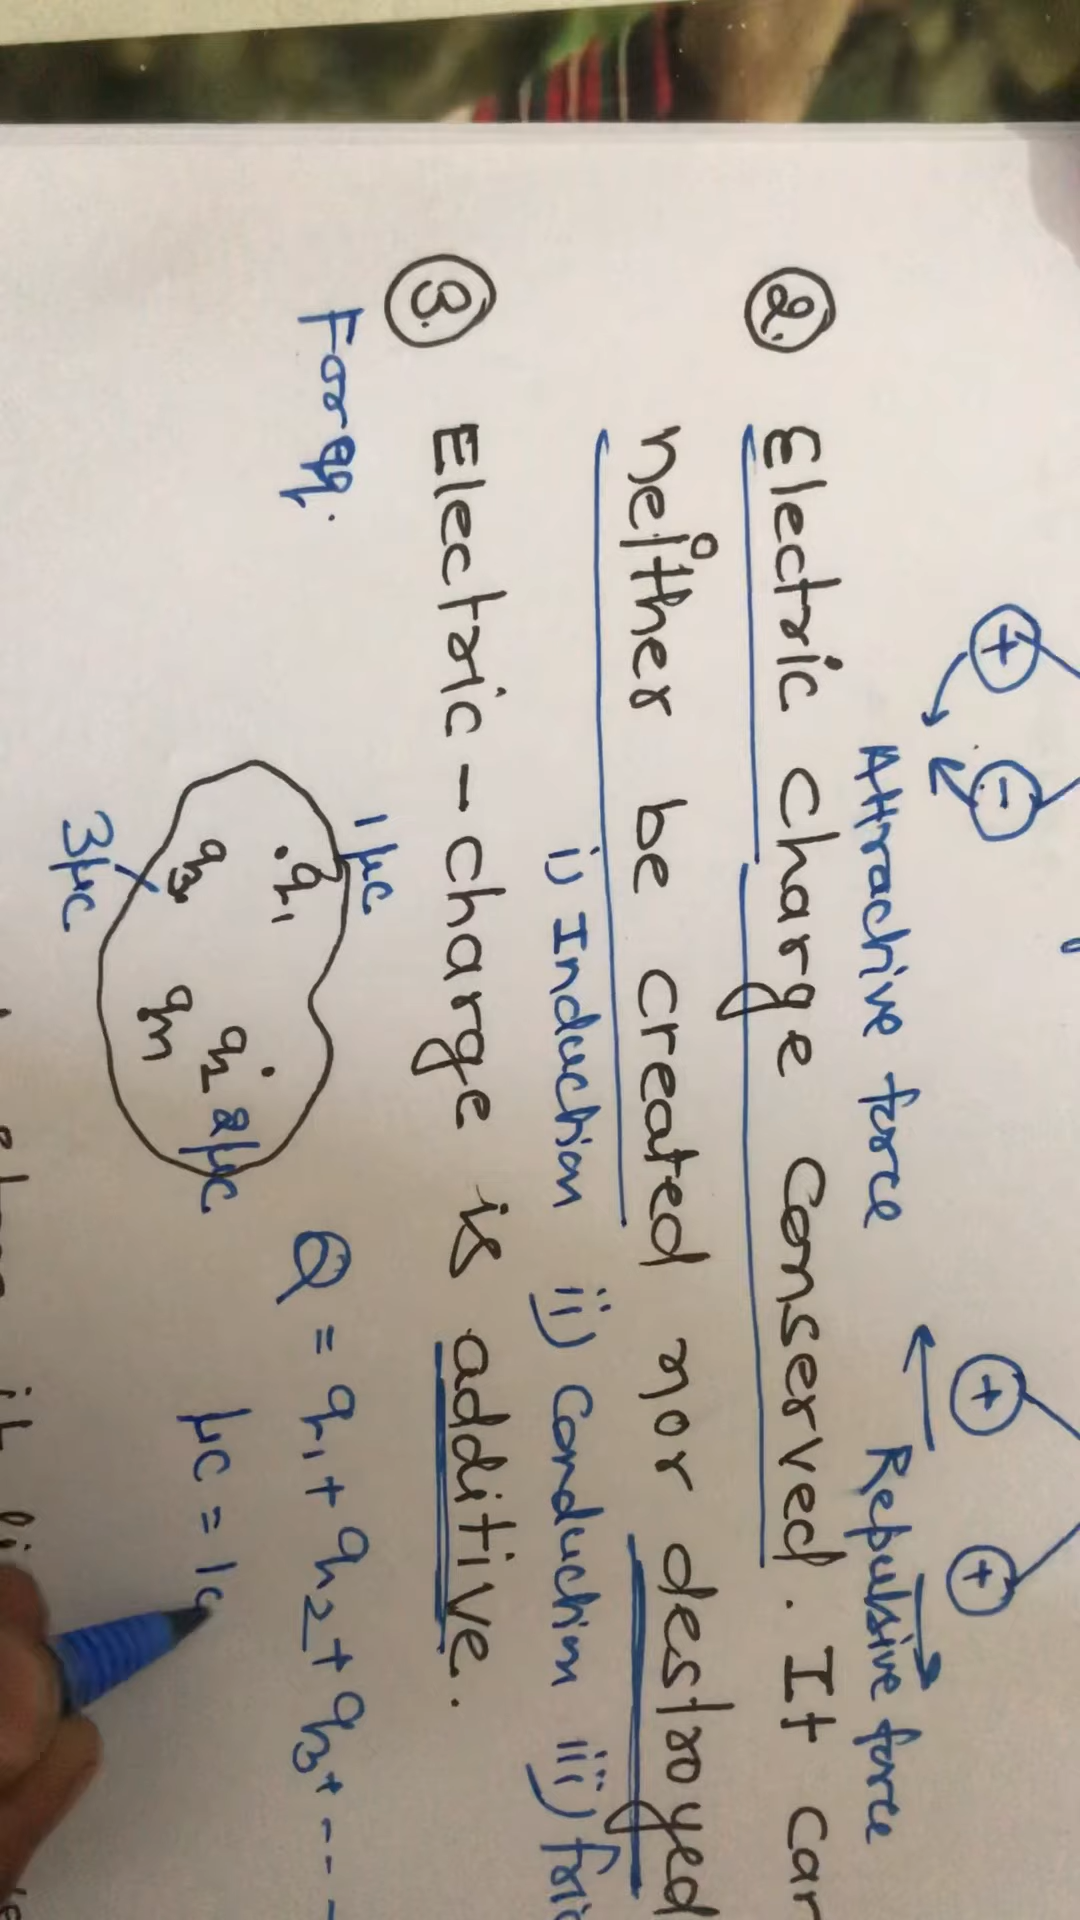 + - + +
Attractive force Repulsive force
2. Electric charge conserved. It can
neither be created nor destroyed
i) Induction ii) Conduction iii) fric
3. Electric-charge is additive.
For eg.
1μc
.q1
q3
q2 2μc
qn
3μc
Q = q1 + q2 + q3 + ----
μc = 10